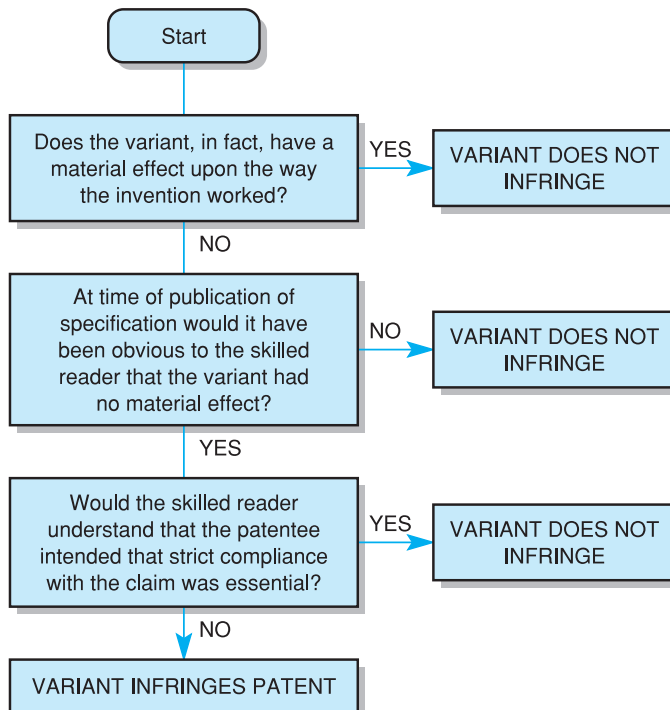 Start
Does the variant, in fact, have a
material effect upon the way
the invention worked?
YES
VARIANT DOES NOT
INFRINGE
NO
At time of publication of
specification would it have
been obvious to the skilled
reader that the variant had
no material effect?
NO
VARIANT DOES NOT
INFRINGE
YES
Would the skilled reader
understand that the patentee
intended that strict compliance
with the claim was essential?
YES
VARIANT DOES NOT
INFRINGE
NO
VARIANT INFRINGES PATENT